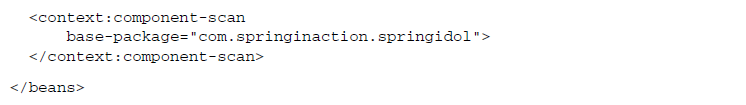 <context:component-scan
base-package="com.springinaction.springidol">
</context:component-scan>
</beans>